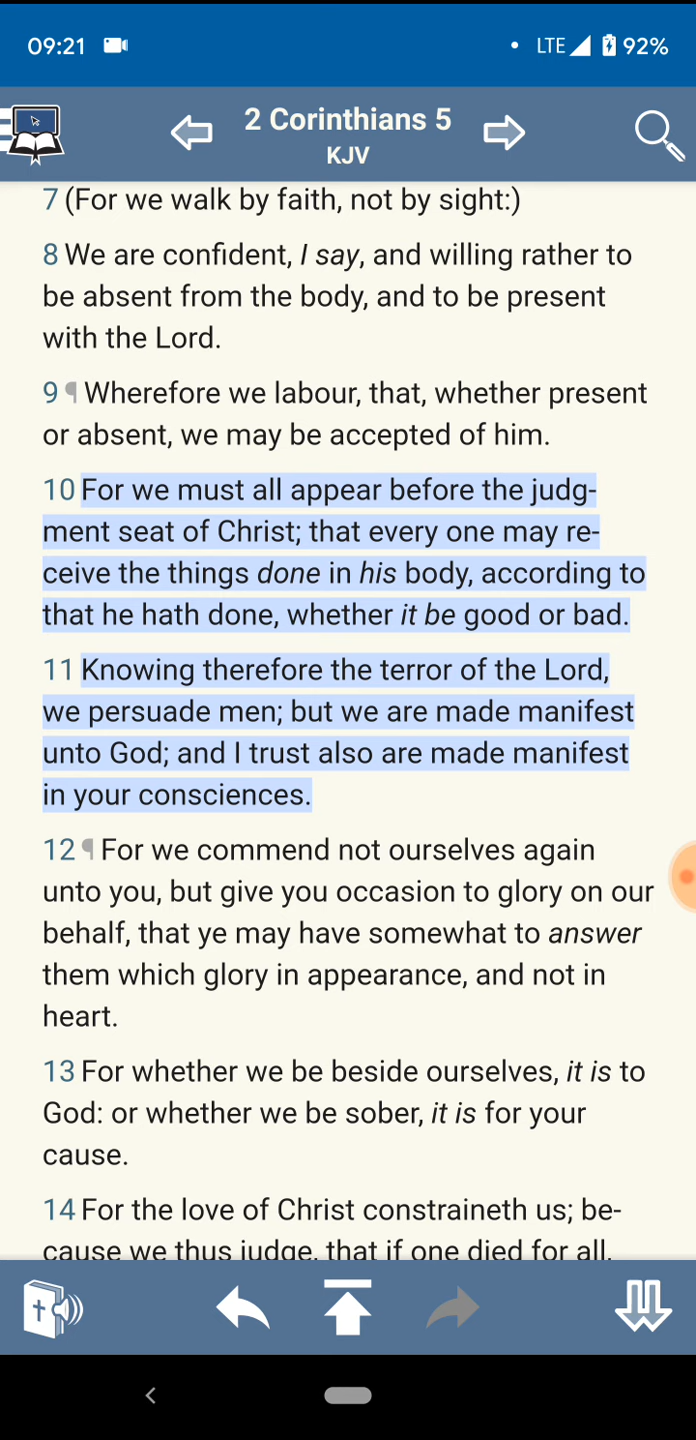 09:21 LTE 92%
2 Corinthians 5
KJV
7 (For we walk by faith, not by sight:)
8 We are confident, I say, and willing rather to
be absent from the body, and to be present
with the Lord.
9 ¶ Wherefore we labour, that, whether present
or absent, we may be accepted of him.
10 For we must all appear before the judg-
ment seat of Christ; that every one may re-
ceive the things done in his body, according to
that he hath done, whether it be good or bad.
11 Knowing therefore the terror of the Lord,
we persuade men; but we are made manifest
unto God; and I trust also are made manifest
in your consciences.
12 ¶ For we commend not ourselves again
unto you, but give you occasion to glory on our
behalf, that ye may have somewhat to answer
them which glory in appearance, and not in
heart.
13 For whether we be beside ourselves, it is to
God: or whether we be sober, it is for your
cause.
14 For the love of Christ constraineth us; be-
cause we thus judge, that if one died for all,